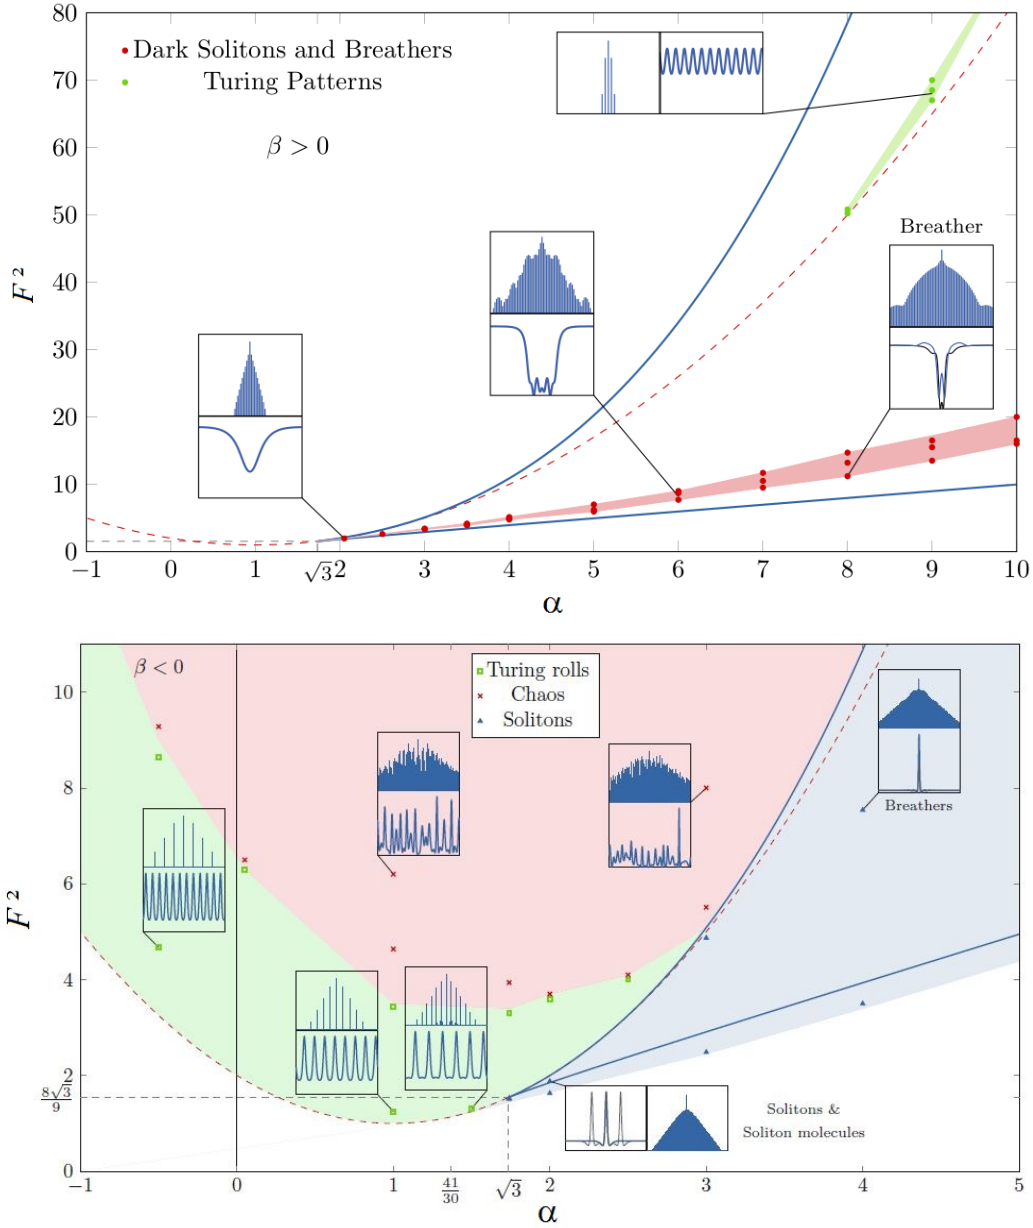 80
70
60
50
40
30
20
10
0
F²
Dark Solitons and Breathers
Turing Patterns
β > 0
Breather
−1 0 1 √3 2 3 4 5 6 7 8 9 10
α
β < 0
Turing rolls
Chaos
Solitons
10
8
6
4
2
8√3/9
0
F²
Breathers
Solitons &
Soliton molecules
−1 0 1 41/30 √3 2 3 4 5
α